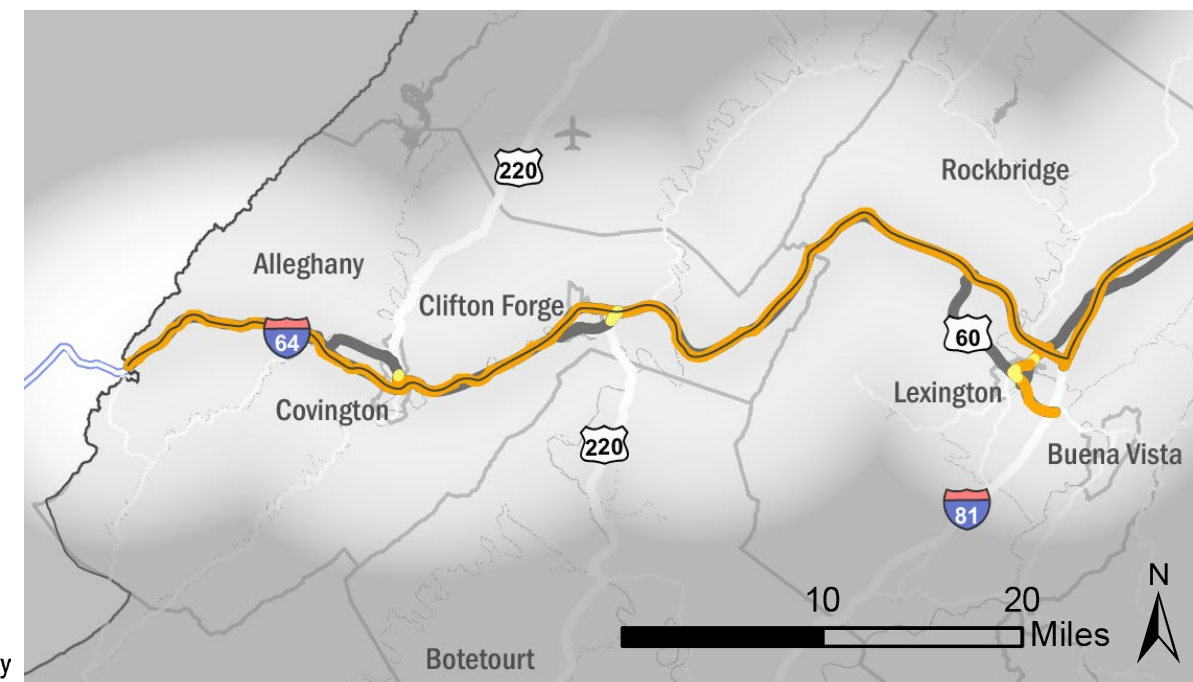 220
Rockbridge
Alleghany
Clifton Forge
64
60
Lexington
Covington
220
Buena Vista
81
N
10 20
Miles
Botetourt
y